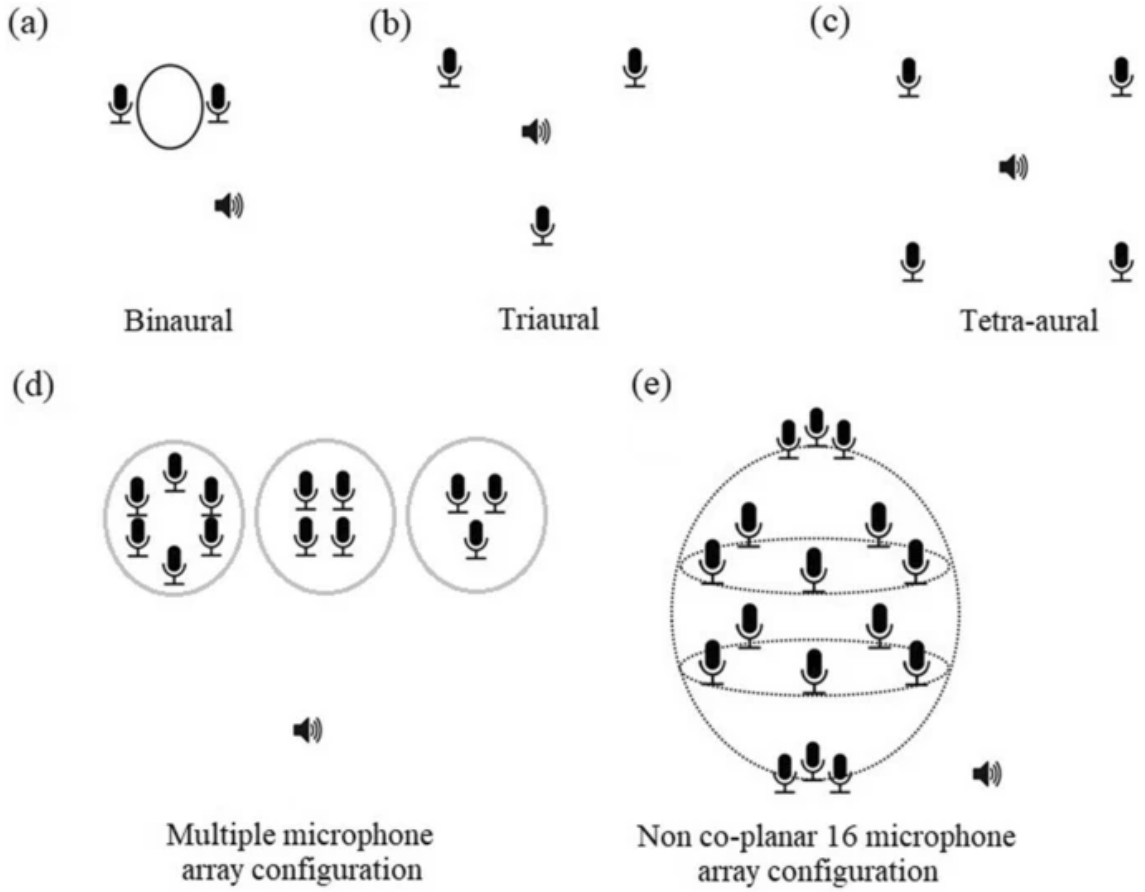 (a)
(b)
(c)
Binaural
Triaural
Tetra-aural
(d)
(e)
Multiple microphone
array configuration
Non co-planar 16 microphone
array configuration